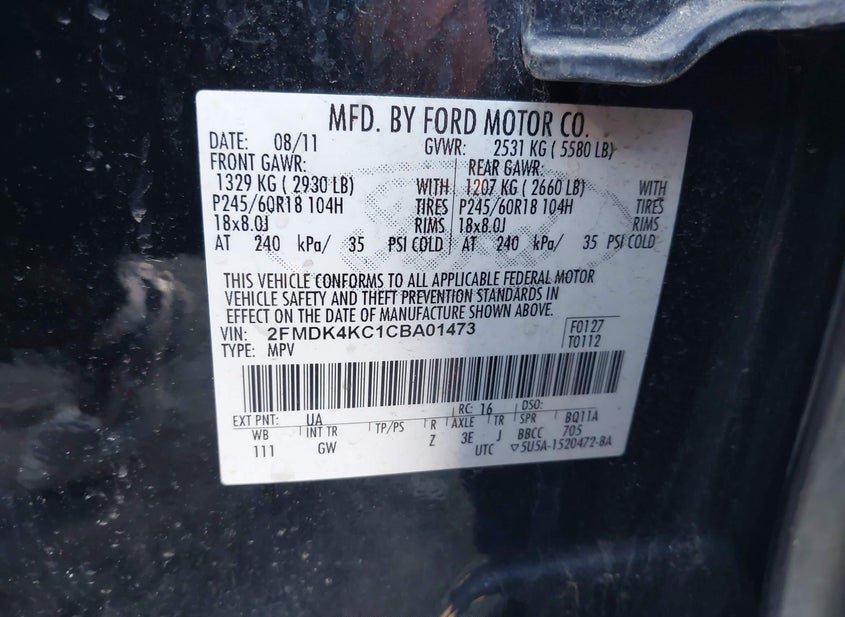 MFD. BY FORD MOTOR CO.
DATE: 08/11 GVWR: 2531 KG ( 5580 LB)
FRONT GAWR: REAR GAWR:
1329 KG ( 2930 LB) WITH 1207 KG ( 2660 LB) WITH
P245/60R18 104H TIRES P245/60R18 104H TIRES
18x8.0J RIMS 18x8.0J RIMS
AT 240 kPa/ 35 PSI COLD AT 240 kPa/ 35 PSI COLD
THIS VEHICLE CONFORMS TO ALL APPLICABLE FEDERAL MOTOR
VEHICLE SAFETY AND THEFT PREVENTION STANDARDS IN
EFFECT ON THE DATE OF MANUFACTURE SHOWN ABOVE.
VIN: 2FMDK4KC1CBA01473 F0127
TYPE: MPV T0112
EXT PNT: UA RC: 16 DSO:
WB INT TR TP/PS R AXLE TR SPR BQ11A
111 GW Z 3E J BBCC 705
UTC ▽5U5A-1520472-BA